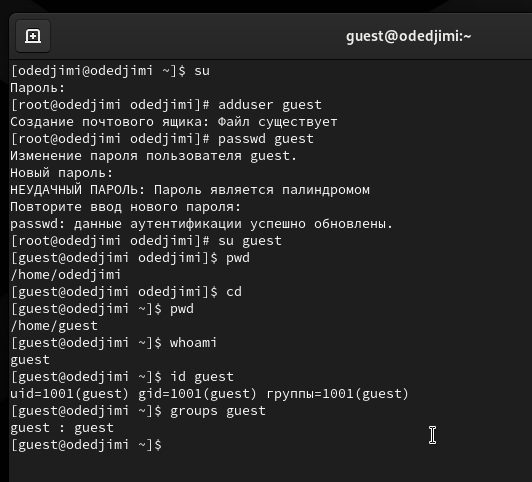 guest@odedjimi:~
[odedjimi@odedjimi ~]$ su
Пароль:
[root@odedjimi odedjimi]# adduser guest
Создание почтового ящика: Файл существует
[root@odedjimi odedjimi]# passwd guest
Изменение пароля пользователя guest.
Новый пароль:
НЕУДАЧНЫЙ ПАРОЛЬ: Пароль является палиндромом
Повторите ввод нового пароля:
passwd: данные аутентификации успешно обновлены.
[root@odedjimi odedjimi]# su guest
[guest@odedjimi odedjimi]$ pwd
/home/odedjimi
[guest@odedjimi odedjimi]$ cd
[guest@odedjimi ~]$ pwd
/home/guest
[guest@odedjimi ~]$ whoami
guest
[guest@odedjimi ~]$ id guest
uid=1001(guest) gid=1001(guest) группы=1001(guest)
[guest@odedjimi ~]$ groups guest
guest : guest
[guest@odedjimi ~]$